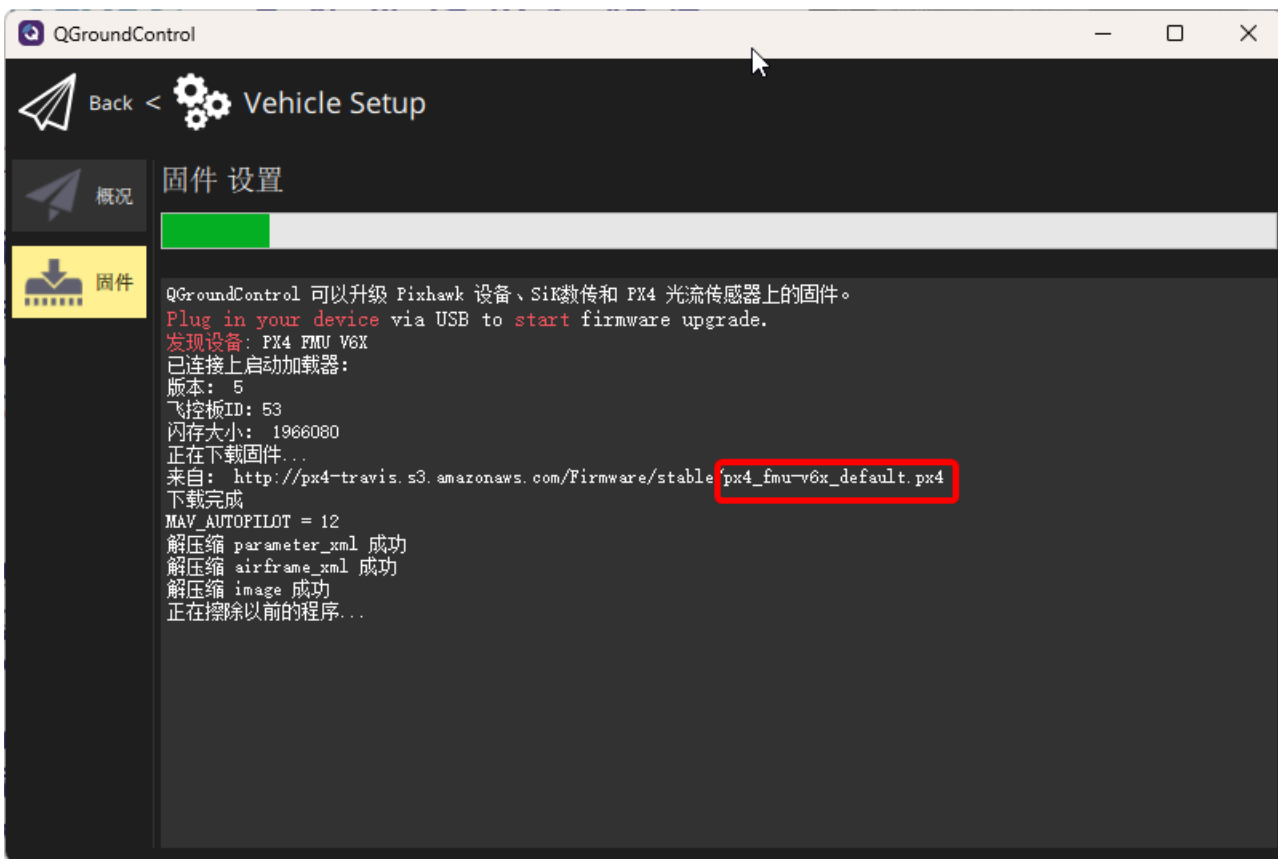 QGroundControl
Back < Vehicle Setup
概况
固件
固件 设置
QGroundControl 可以升级 Pixhawk 设备、SiK数传和 PX4 光流传感器上的固件。
Plug in your device via USB to start firmware upgrade.
发现设备: PX4 FMU V6X
已连接上启动加载器:
版本: 5
飞控板ID: 53
闪存大小: 1966080
正在下载固件...
来自: http://px4-travis.s3.amazonaws.com/Firmware/stable/px4_fmu-v6x_default.px4
下载完成
MAV_AUTOPILOT = 12
解压缩 parameter_xml 成功
解压缩 airframe_xml 成功
解压缩 image 成功
正在擦除以前的程序...